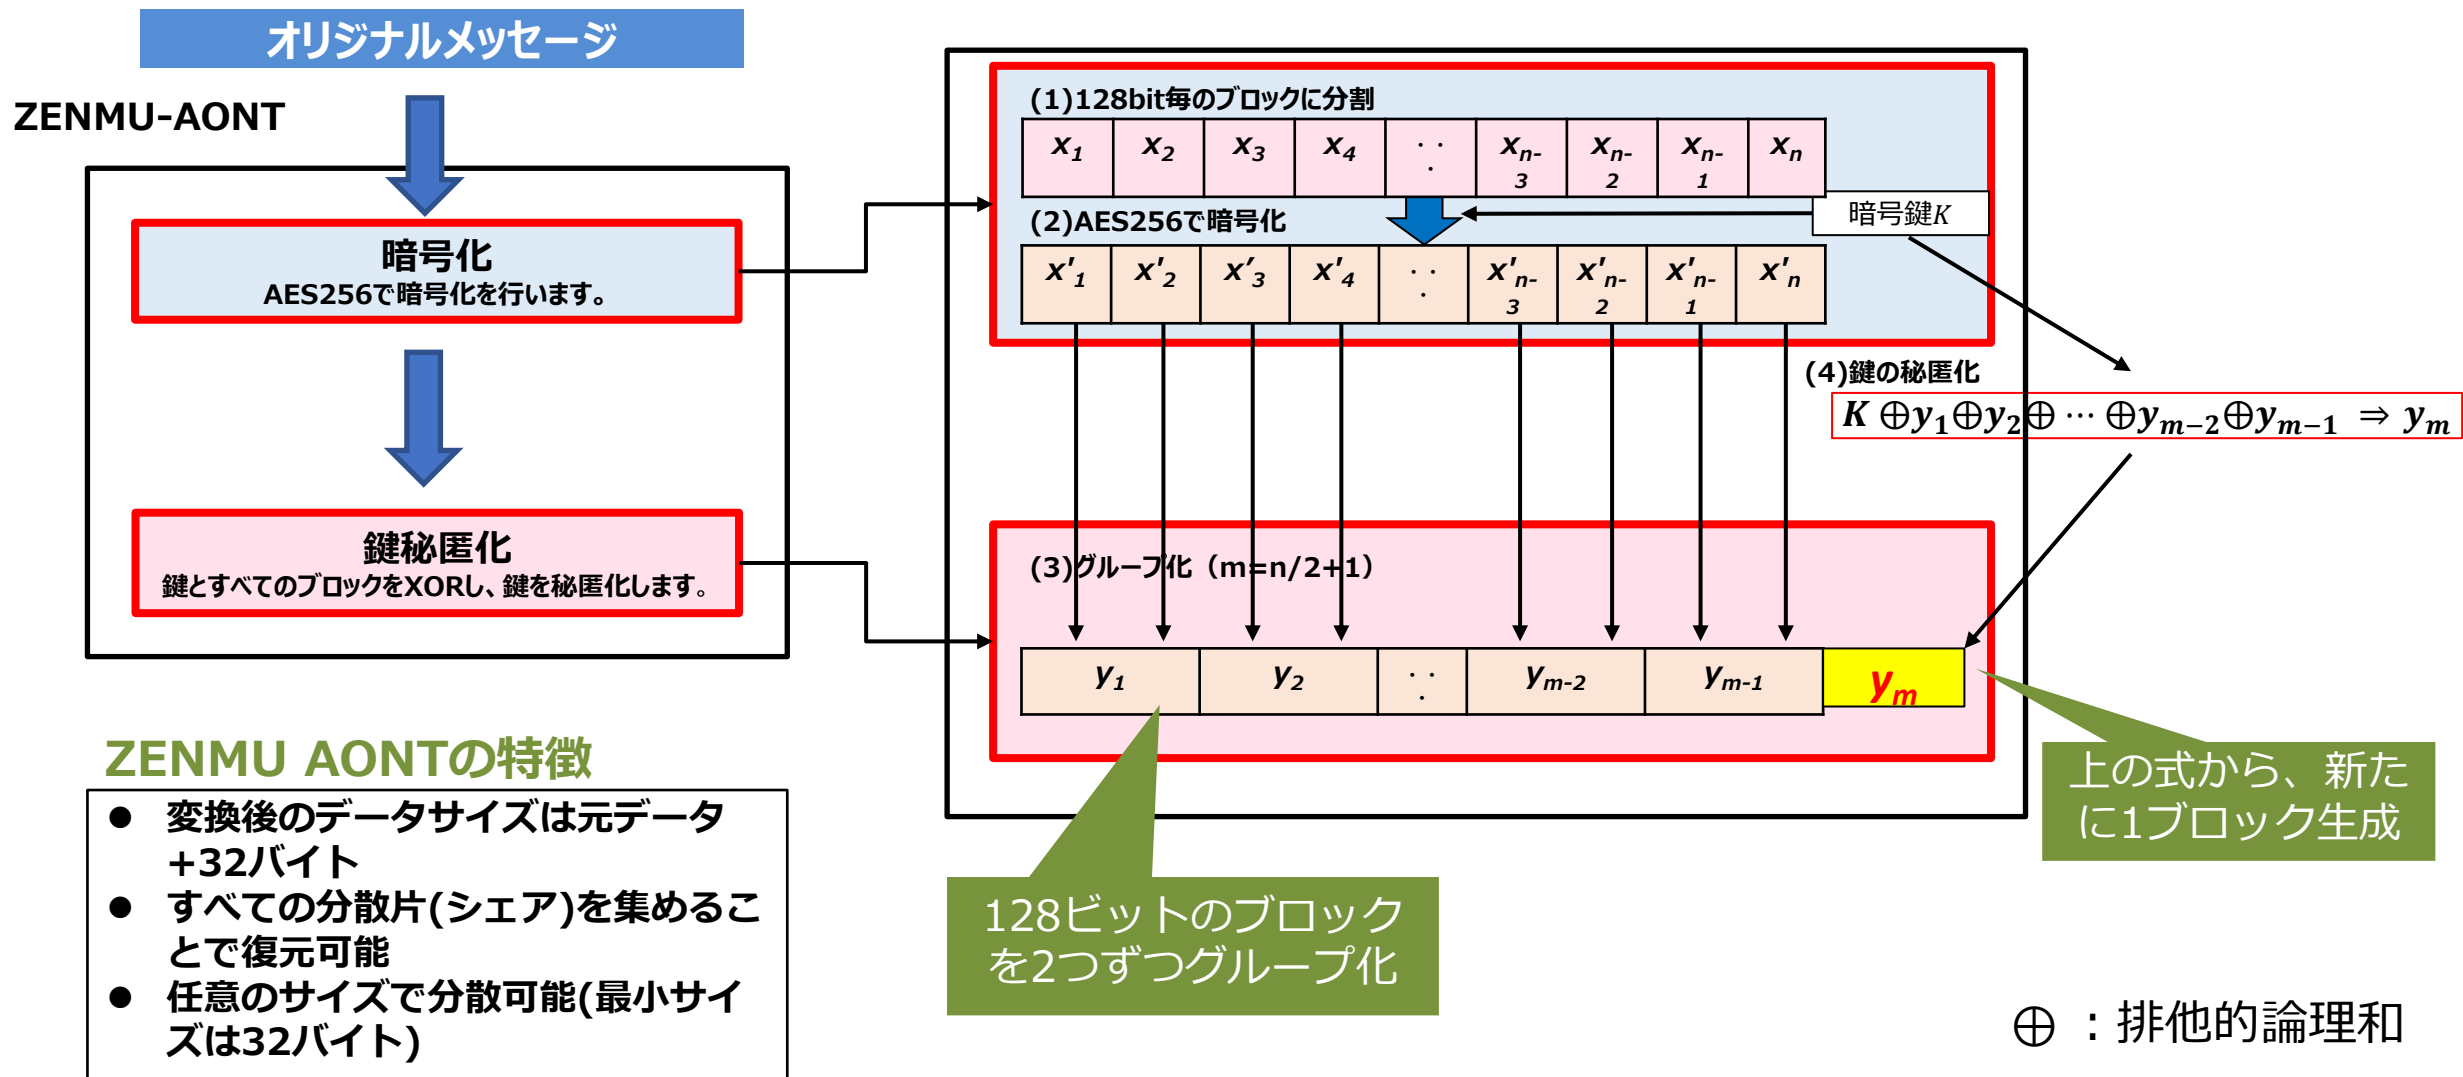 オリジナルメッセージ
ZENMU-AONT
暗号化
AES256で暗号化を行います。
鍵秘匿化
鍵とすべてのブロックをXORし、鍵を秘匿化します。
ZENMU AONTの特徴
● 変換後のデータサイズは元データ
+32バイト
● すべての分散片(シェア)を集めるこ
とで復元可能
● 任意のサイズで分散可能(最小サイ
ズは32バイト)
(1)128bit毎のブロックに分割
x1 x2 x3 x4 ··· xn-3 xn-2 xn-1 xn
(2)AES256で暗号化
暗号鍵K
x'1 x'2 x'3 x'4 ··· x'n-3 x'n-2 x'n-1 x'n
(4)鍵の秘匿化
K ⊕y1⊕y2⊕ ⋯ ⊕ym−2⊕ym−1 ⇒ ym
(3)グループ化（m=n/2+1）
y1 y2 ··· ym-2 ym-1 ym
上の式から、新た
に1ブロック生成
128ビットのブロック
を2つずつグループ化
⊕ ：排他的論理和